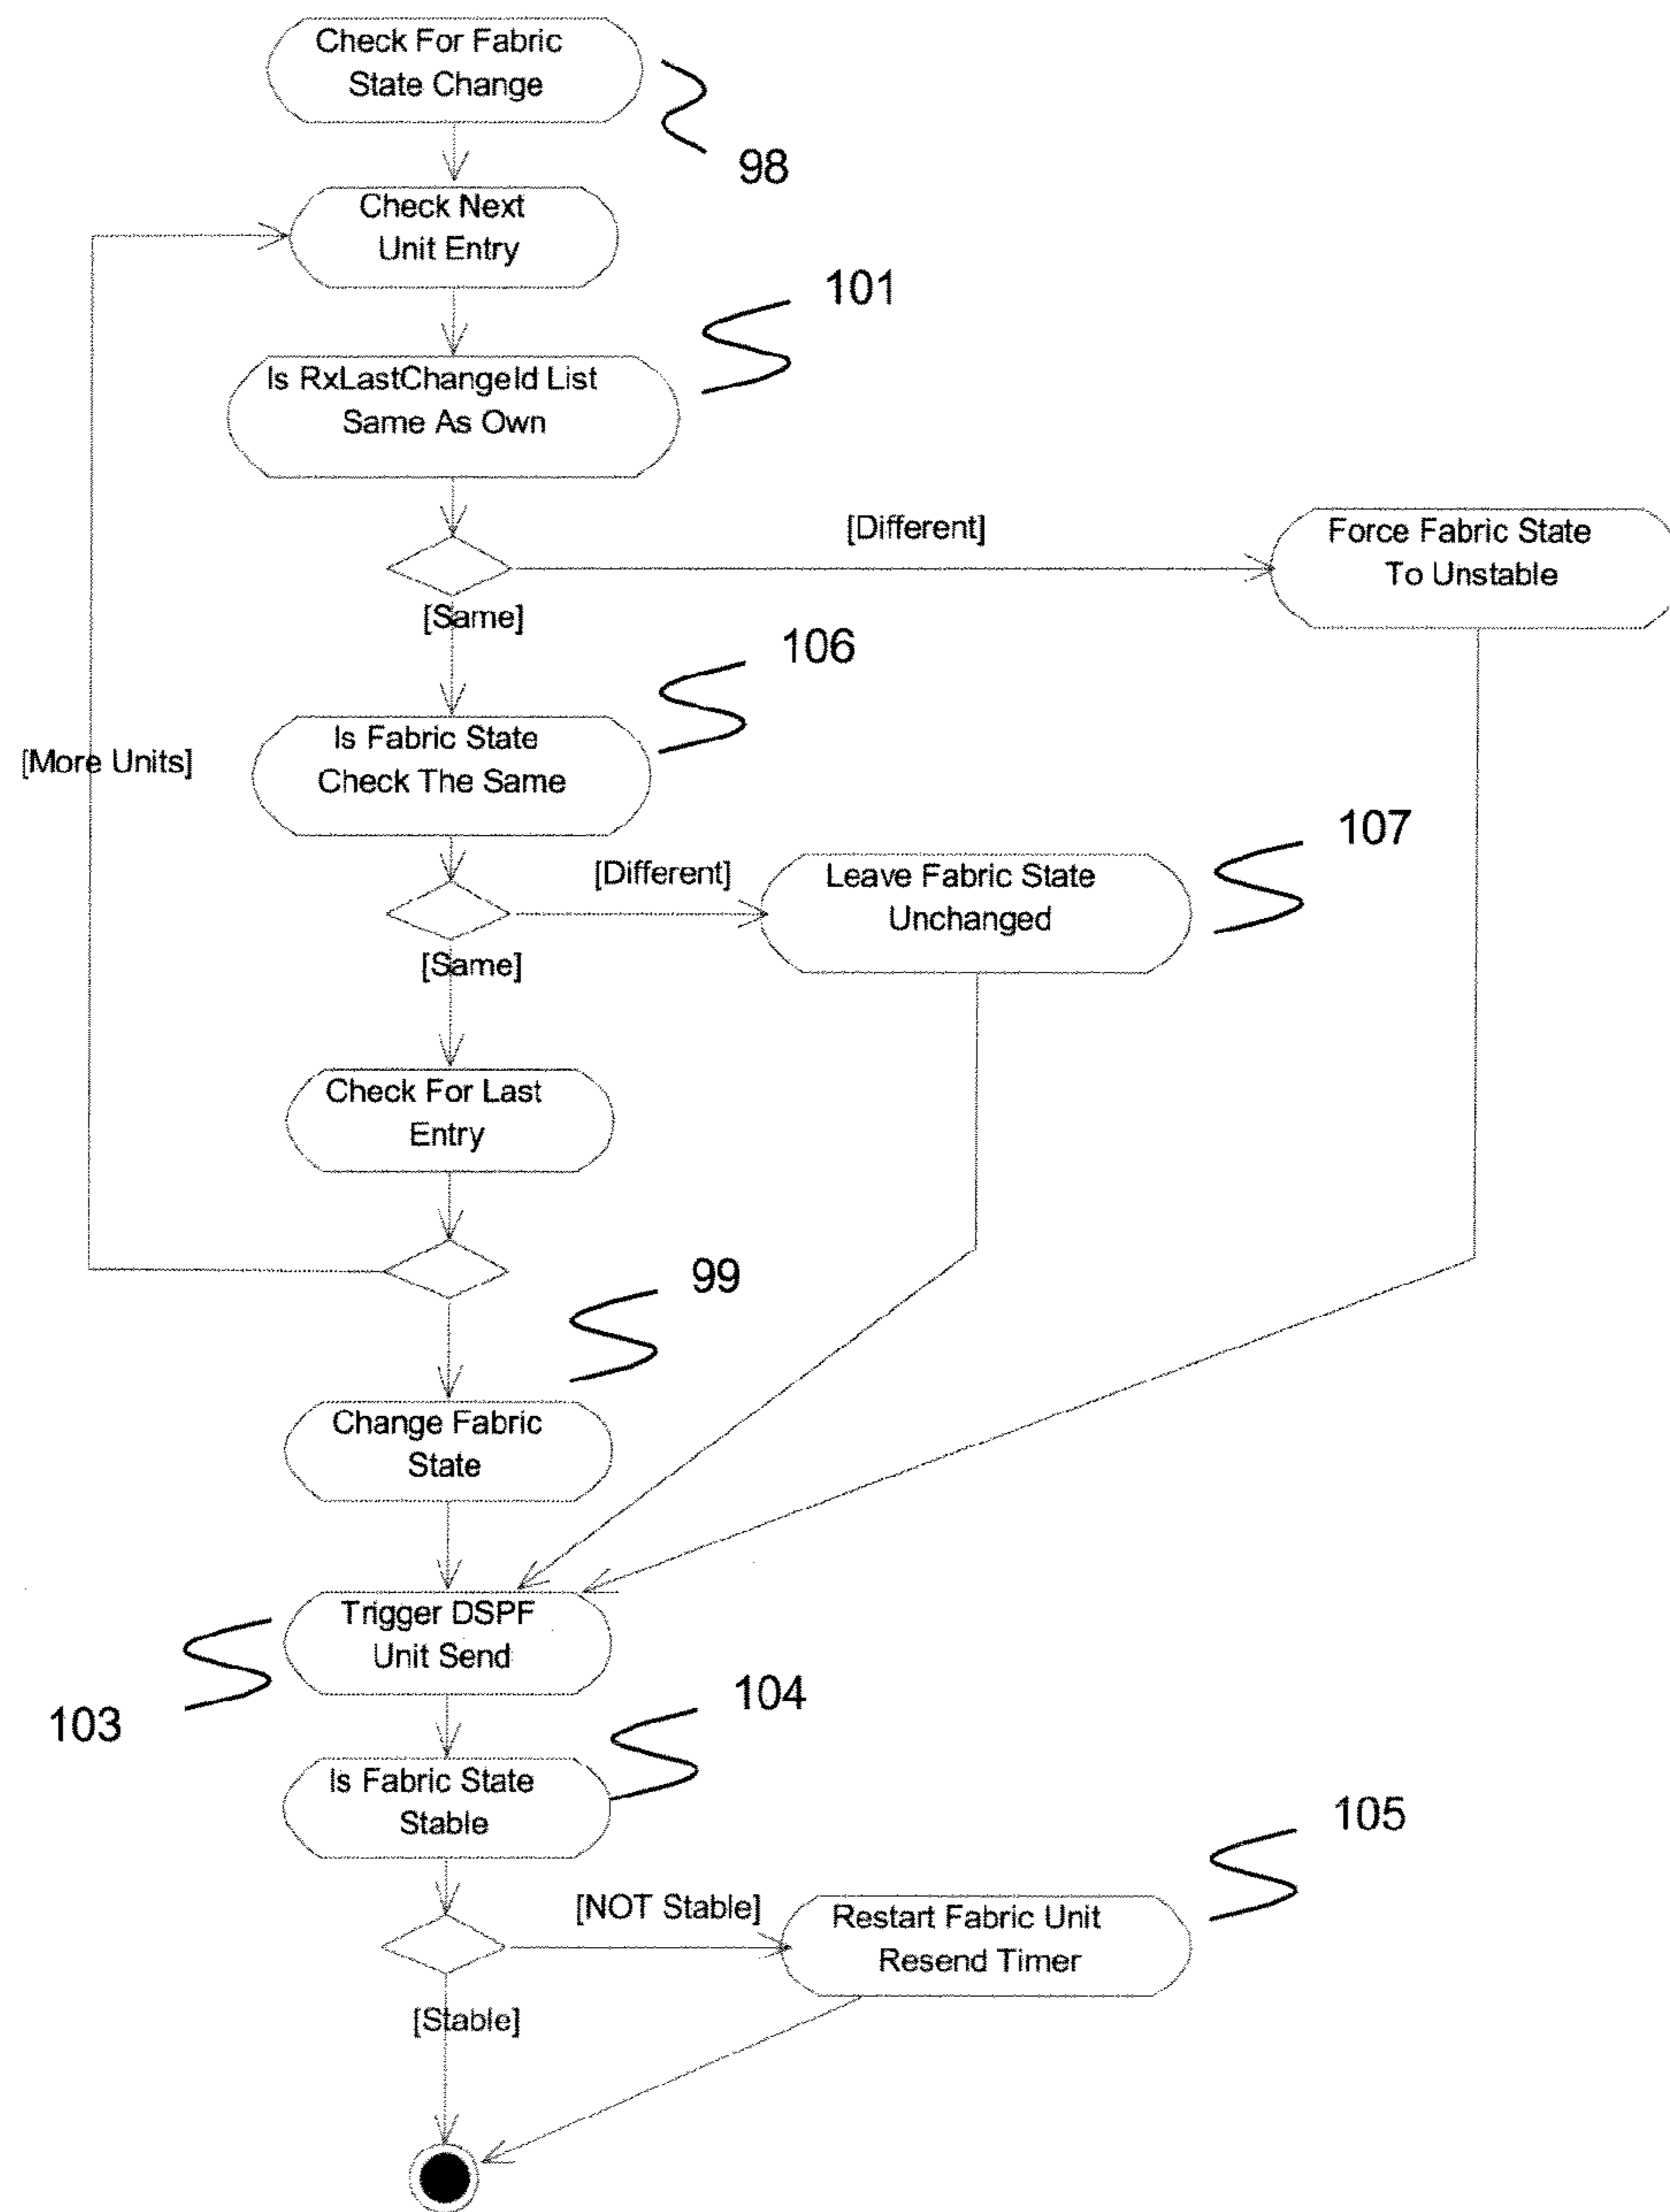 Check For Fabric
State Change
98
Check Next
Unit Entry
101
Is RxLastChangeId List
Same As Own
[Different]
Force Fabric State
To Unstable
[Same]
106
Is Fabric State
Check The Same
[More Units]
107
[Different]
Leave Fabric State
Unchanged
[Same]
Check For Last
Entry
99
Change Fabric
State
Trigger DSPF
Unit Send
103
104
Is Fabric State
Stable
105
[NOT Stable]
Restart Fabric Unit
Resend Timer
[Stable]